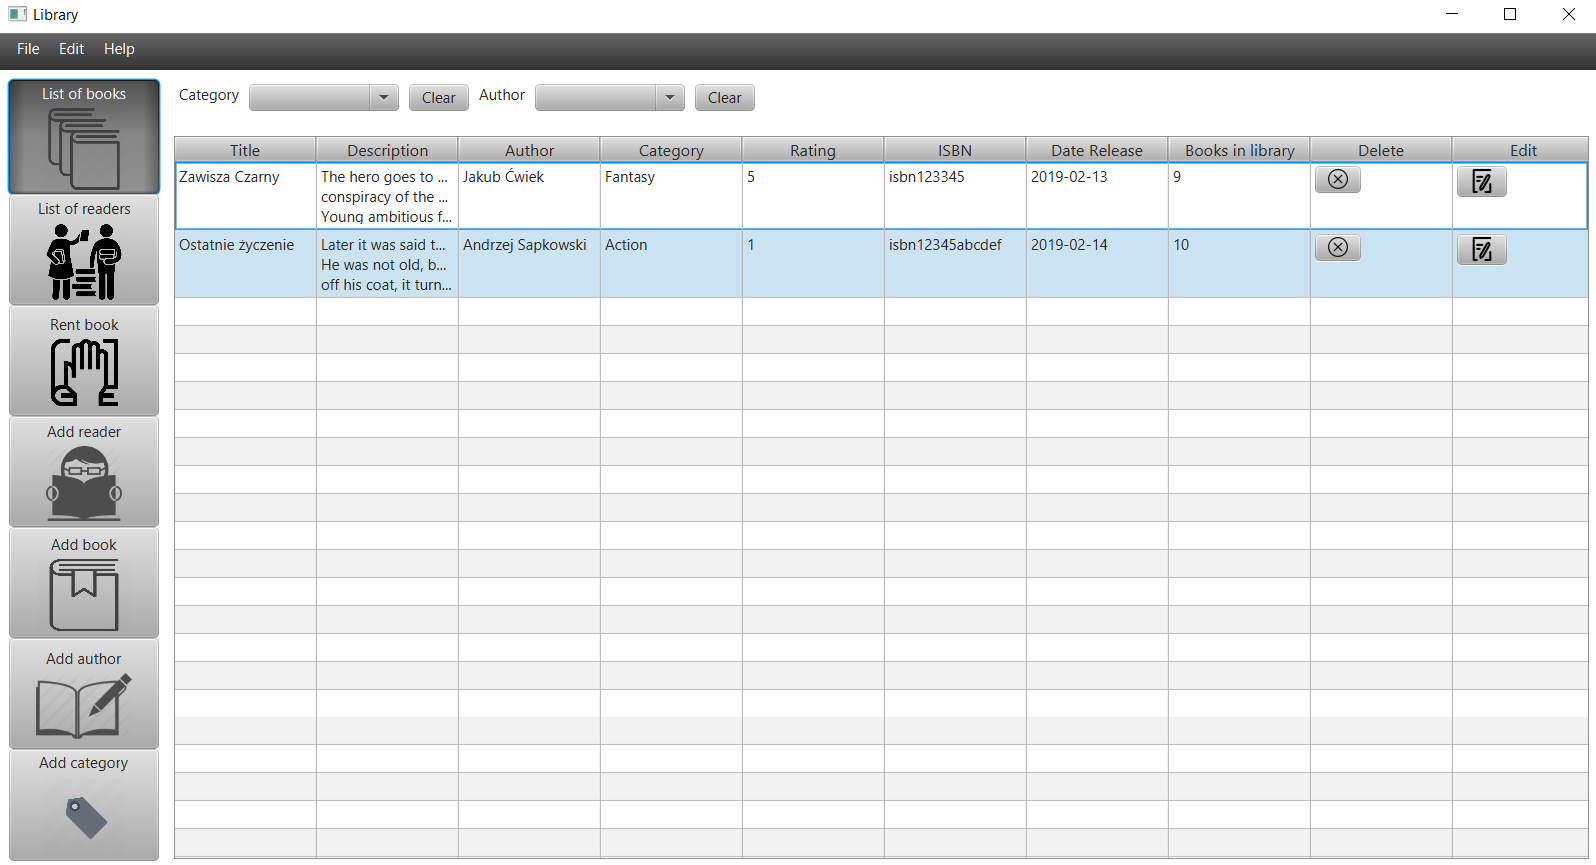 Library
File Edit Help
List of books
List of readers
Rent book
Add reader
Add book
Add author
Add category
Category Clear Author Clear
Title Description Author Category Rating ISBN Date Release Books in library Delete Edit
Zawisza Czarny The hero goes to ... Jakub Ćwiek Fantasy 5 isbn123345 2019-02-13 9
conspiracy of the ...
Young ambitious f...
Ostatnie życzenie Later it was said t... Andrzej Sapkowski Action 1 isbn12345abcdef 2019-02-14 10
He was not old, b...
off his coat, it turn...